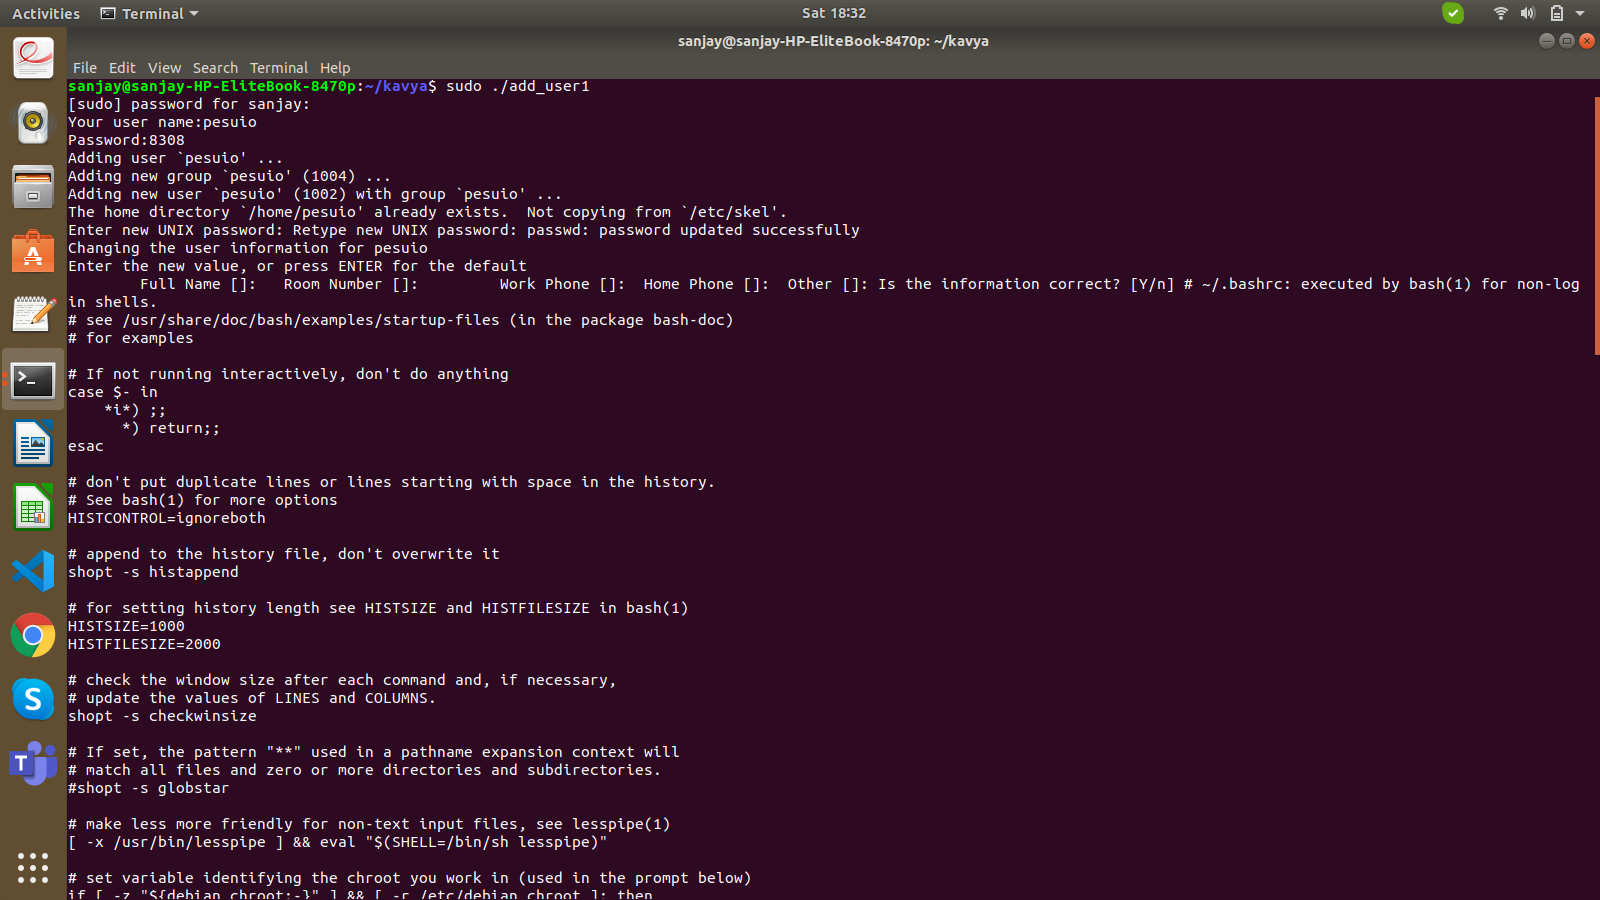 Activities Terminal Sat 18:32
sanjay@sanjay-HP-EliteBook-8470p: ~/kavya
File Edit View Search Terminal Help
sanjay@sanjay-HP-EliteBook-8470p:~/kavya$ sudo ./add_user1
[sudo] password for sanjay:
Your user name:pesuio
Password:8308
Adding user `pesuio' ...
Adding new group `pesuio' (1004) ...
Adding new user `pesuio' (1002) with group `pesuio' ...
The home directory `/home/pesuio' already exists.  Not copying from `/etc/skel'.
Enter new UNIX password: Retype new UNIX password: passwd: password updated successfully
Changing the user information for pesuio
Enter the new value, or press ENTER for the default
        Full Name []:   Room Number []:         Work Phone []:  Home Phone []:  Other []: Is the information correct? [Y/n] # ~/.bashrc: executed by bash(1) for non-log
in shells.
# see /usr/share/doc/bash/examples/startup-files (in the package bash-doc)
# for examples
# If not running interactively, don't do anything
case $- in
    *i*) ;;
      *) return;;
esac
# don't put duplicate lines or lines starting with space in the history.
# See bash(1) for more options
HISTCONTROL=ignoreboth
# append to the history file, don't overwrite it
shopt -s histappend
# for setting history length see HISTSIZE and HISTFILESIZE in bash(1)
HISTSIZE=1000
HISTFILESIZE=2000
# check the window size after each command and, if necessary,
# update the values of LINES and COLUMNS.
shopt -s checkwinsize
# If set, the pattern "**" used in a pathname expansion context will
# match all files and zero or more directories and subdirectories.
#shopt -s globstar
# make less more friendly for non-text input files, see lesspipe(1)
[ -x /usr/bin/lesspipe ] && eval "$(SHELL=/bin/sh lesspipe)"
# set variable identifying the chroot you work in (used in the prompt below)
if [ -z "${debian_chroot:-}" ] && [ -r /etc/debian_chroot ]; then